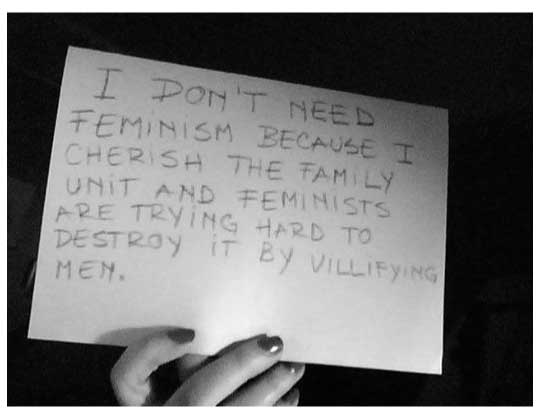 I DON'T NEED
FEMINISM BECAUSE I
CHERISH THE FAMILY
UNIT AND FEMINISTS
ARE TRYING HARD TO
DESTROY IT BY VILLIFYING
MEN.